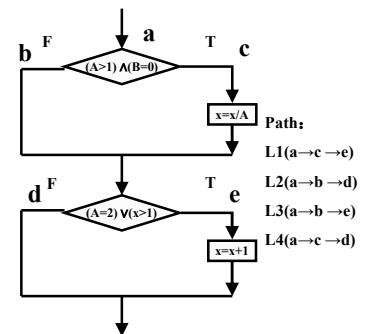 a
b
F
T
c
(A>1) ∧(B=0)
x=x/A
Path：
L1(a→c →e)
L2(a→b →d)
L3(a→b →e)
L4(a→c →d)
d
F
T
e
(A=2) ∨(x>1)
x=x+1